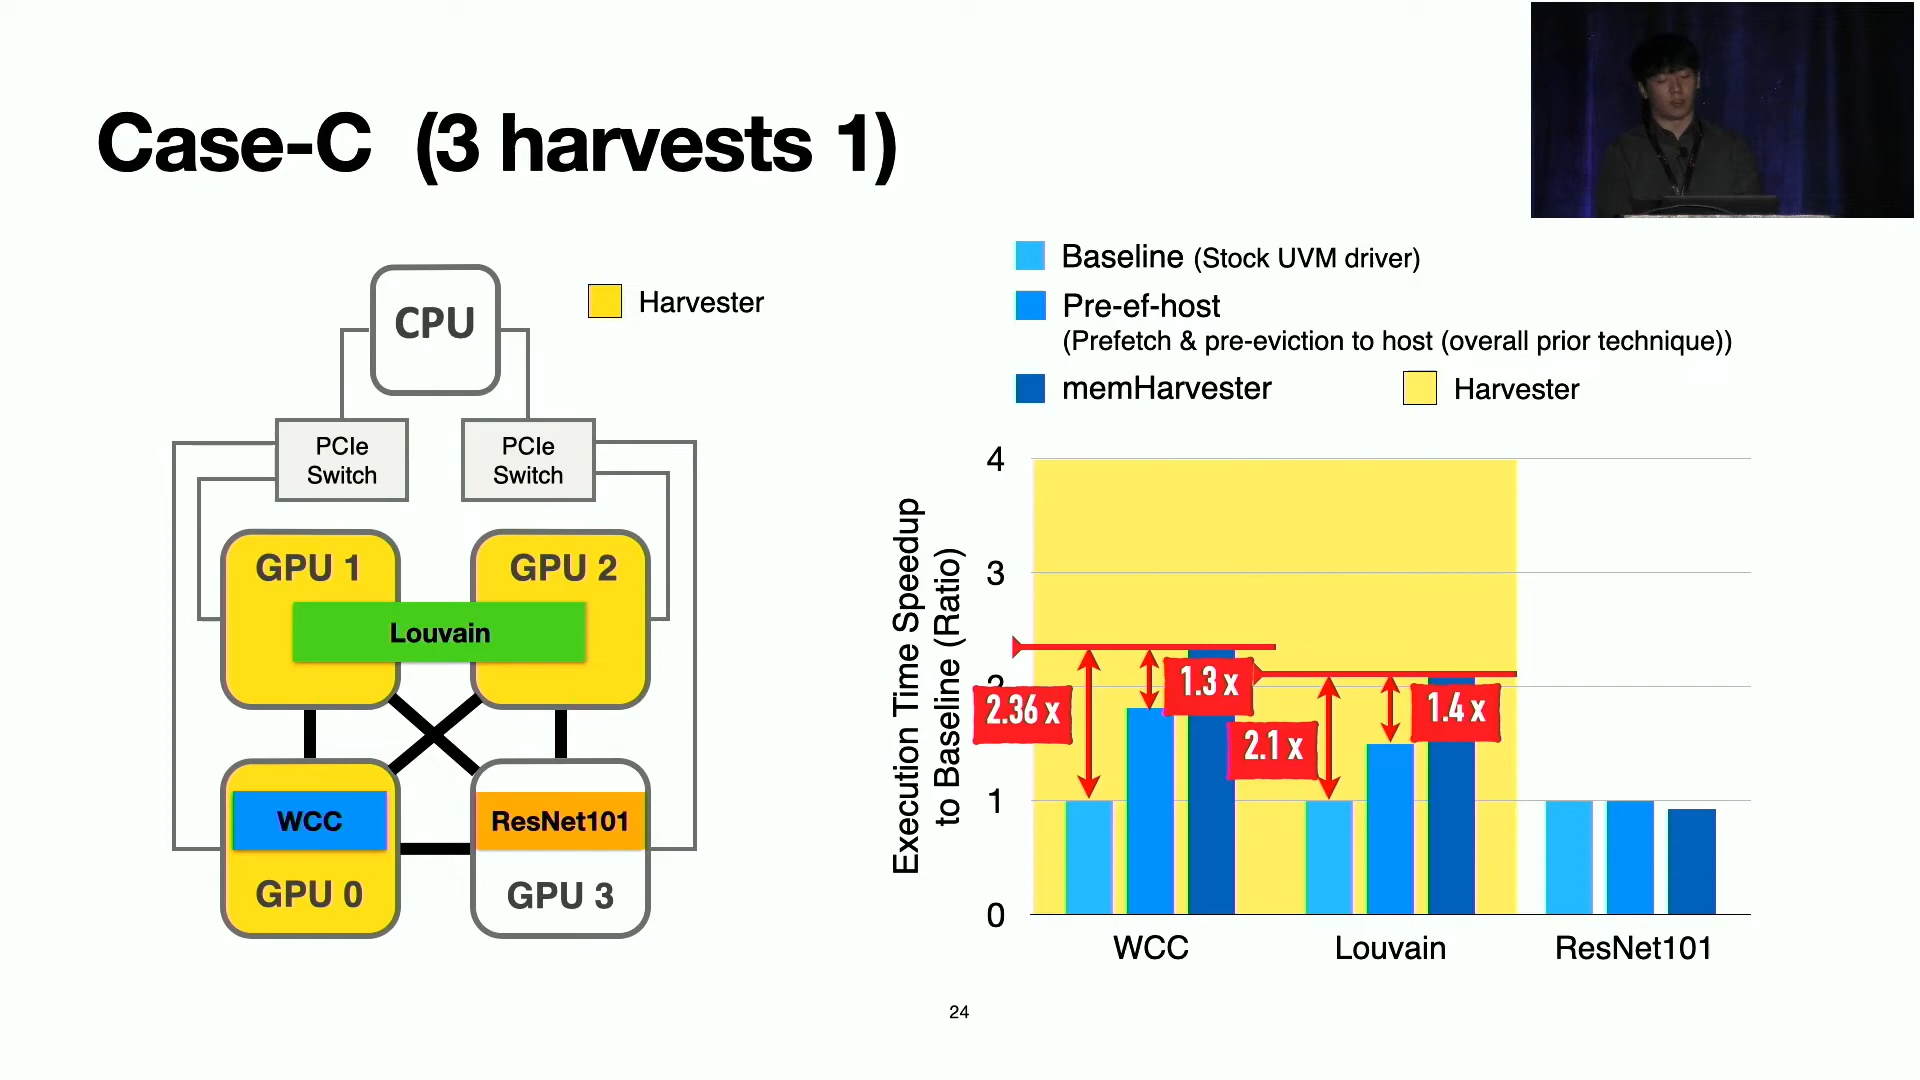 Case-C (3 harvests 1)
CPU
Harvester
PCIe
Switch
PCIe
Switch
GPU 1
GPU 2
Louvain
WCC
ResNet101
GPU 0
GPU 3
Baseline (Stock UVM driver)
Pre-ef-host
(Prefetch & pre-eviction to host (overall prior technique))
memHarvester
Harvester
Execution Time Speedup
to Baseline (Ratio)
4
3
2
1
0
2.36 x
1.3 x
2.1 x
1.4 x
WCC
Louvain
ResNet101
24